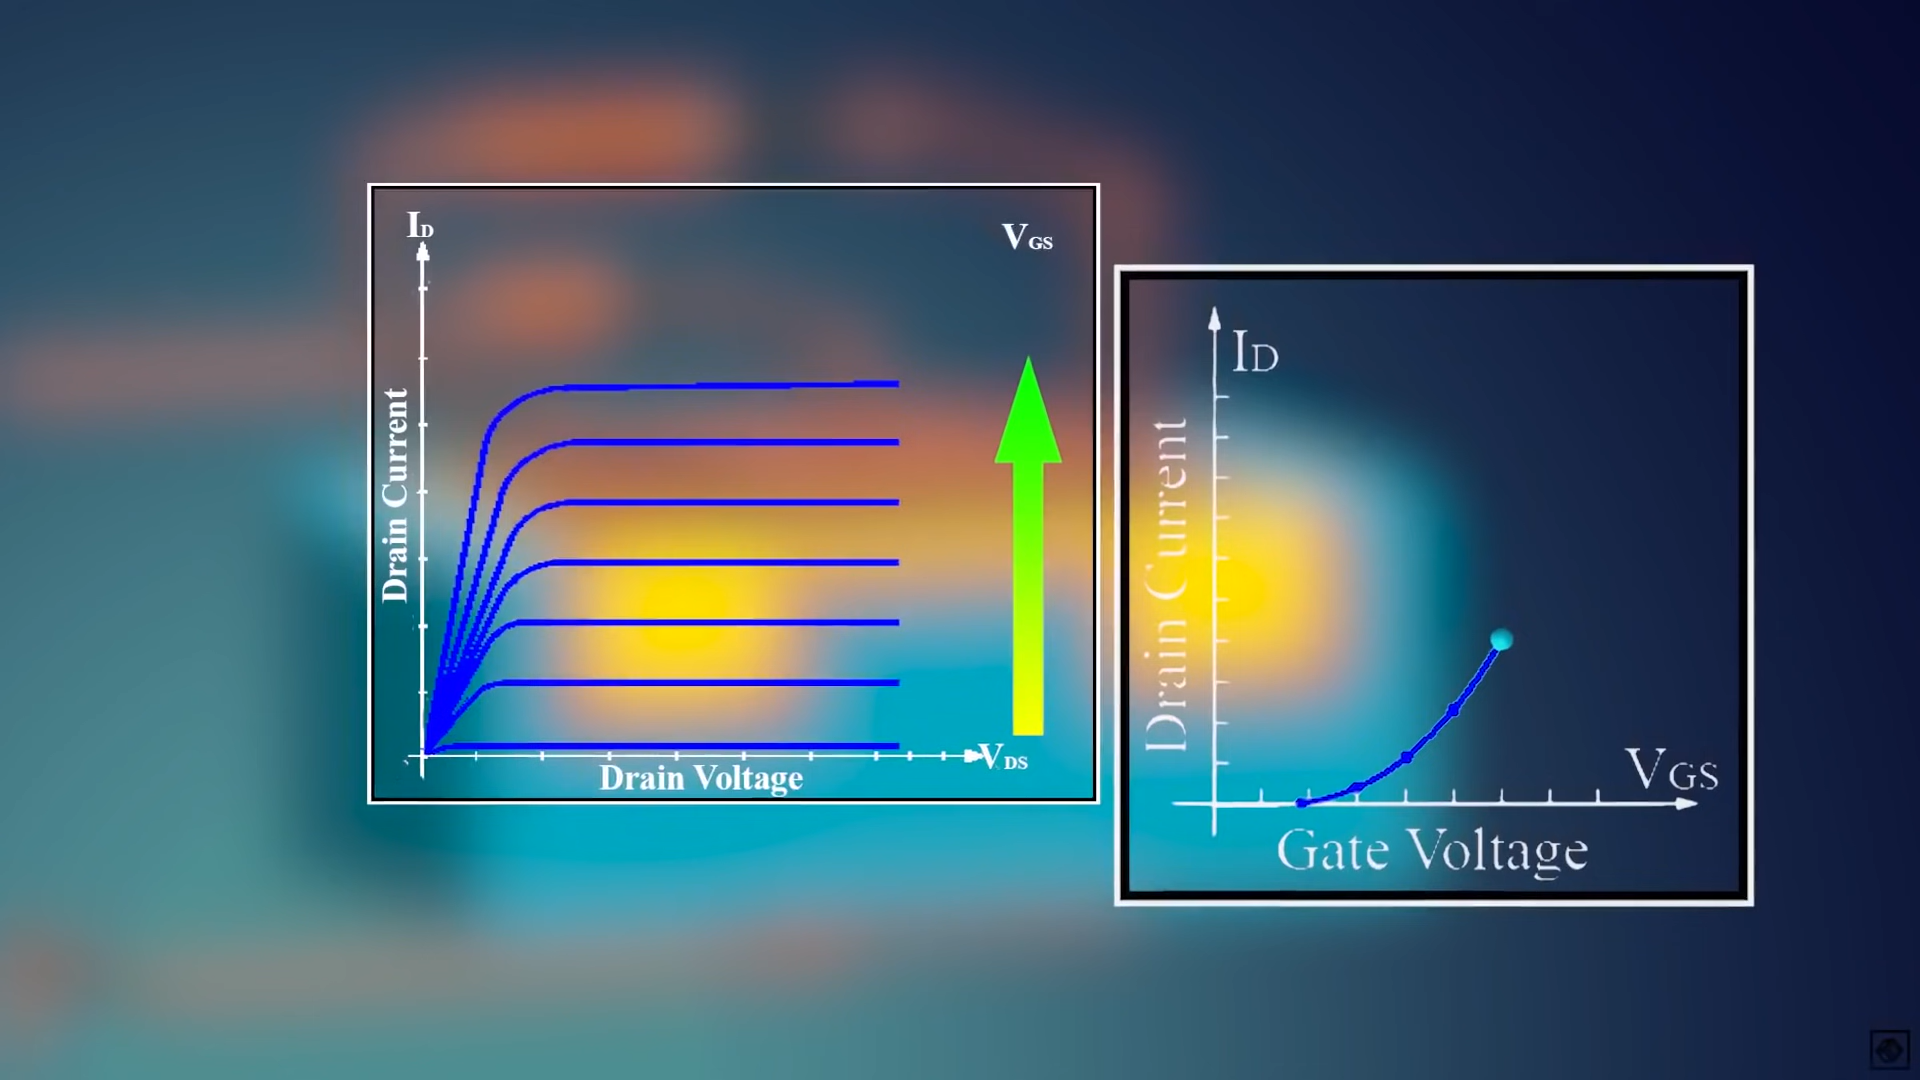 ID
VGS
Drain Current
VDS
Drain Voltage
ID
Drain Current
VGS
Gate Voltage